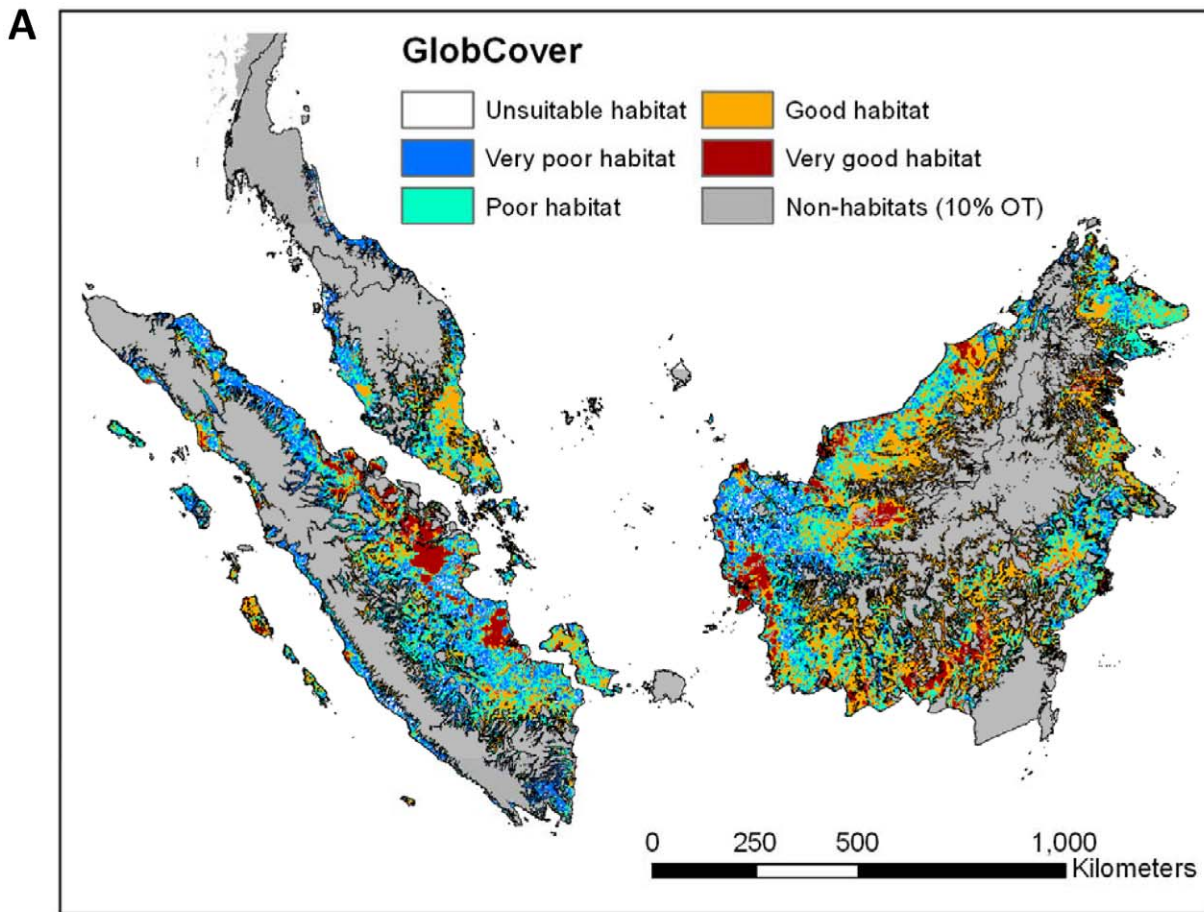 A
GlobCover
Unsuitable habitat
Good habitat
Very poor habitat
Very good habitat
Poor habitat
Non-habitats (10% OT)
0 250 500 1,000
Kilometers